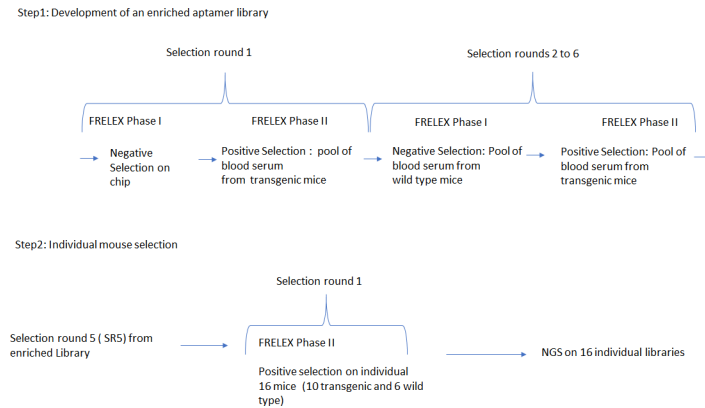 Step1: Development of an enriched aptamer library
Selection round 1
Selection rounds 2 to 6
FRELEX Phase I
FRELEX Phase II
FRELEX Phase I
FRELEX Phase II
Negative
Selection on
chip
Positive Selection : pool of
blood serum
from transgenic mice
Negative Selection: Pool of
blood serum from
wild type mice
Positive Selection: Pool of
blood serum from
transgenic mice
Step2: Individual mouse selection
Selection round 1
Selection round 5 ( SR5) from
enriched Library
FRELEX Phase II
Positive selection on individual
16 mice (10 transgenic and 6 wild
type)
NGS on 16 individual libraries